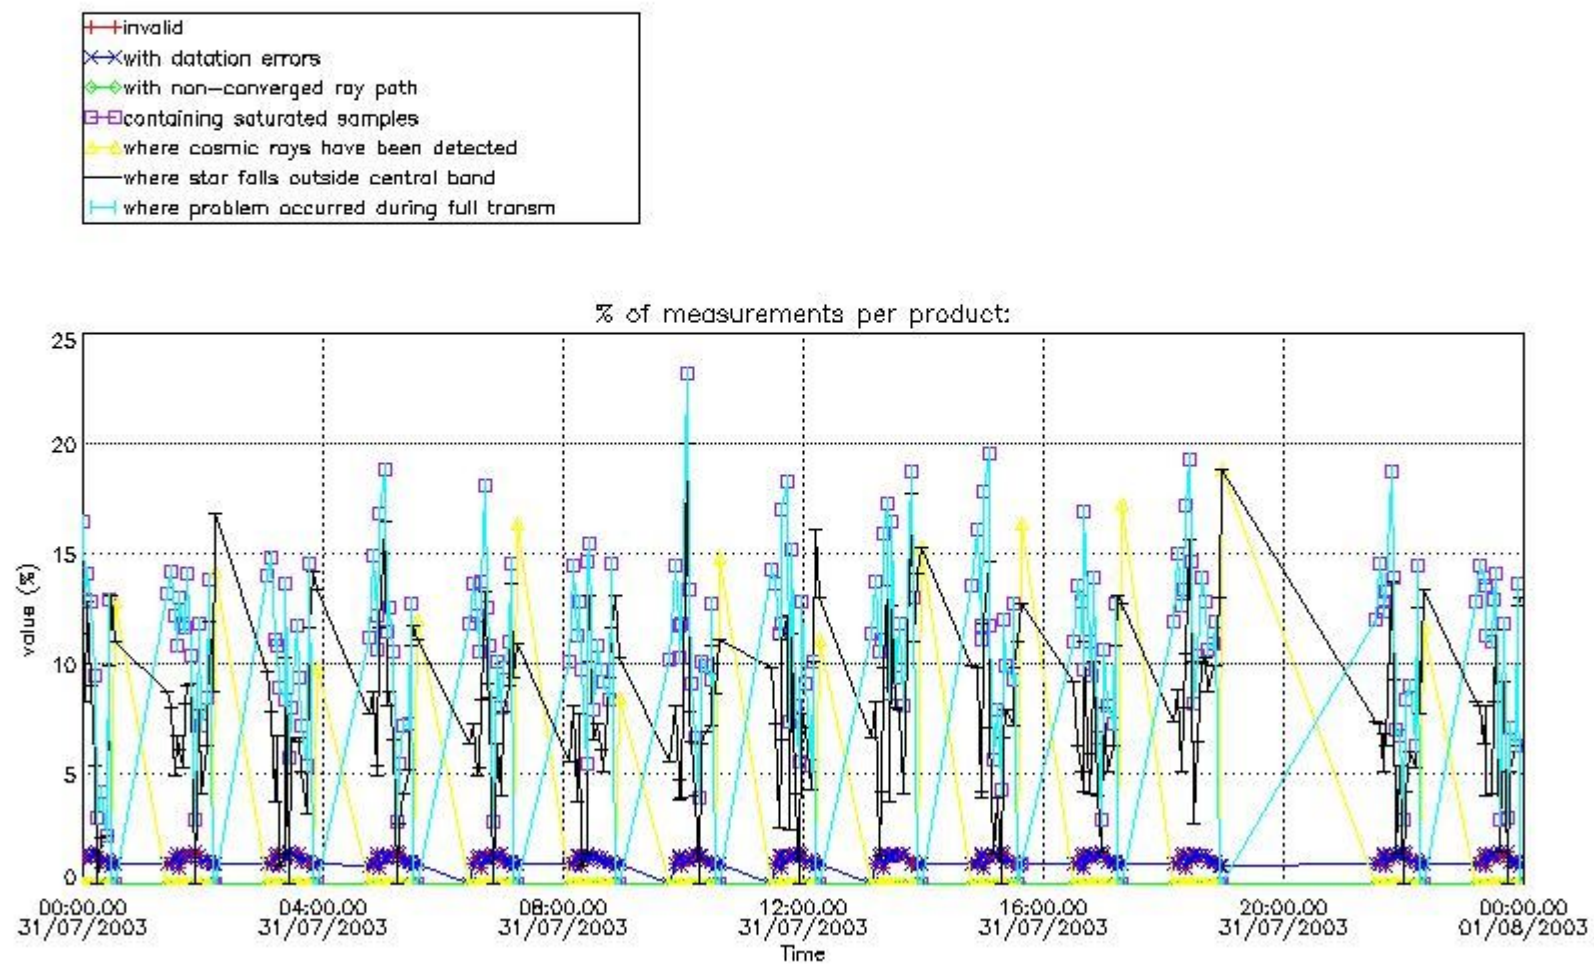 invalid
with datation errors
with non-converged ray path
containing saturated samples
where cosmic rays have been detected
where star falls outside central band
where problem occurred during full transm
% of measurements per product:
25
20
15
10
5
0
value (%)
00:00:00 04:00:00 08:00:00 12:00:00 16:00:00 20:00:00 00:00:00
31/07/2003 31/07/2003 31/07/2003 31/07/2003 31/07/2003 31/07/2003 01/08/2003
Time